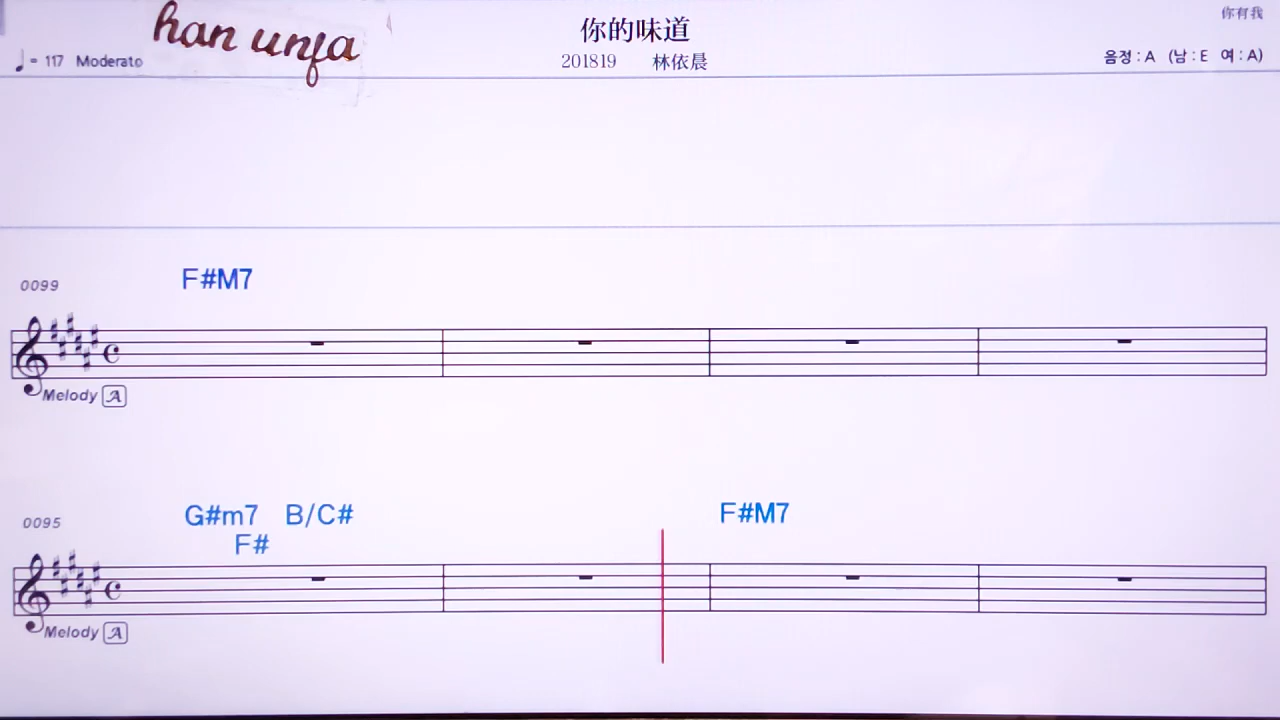 han unfa
你的味道
你有我
♩= 117 Moderato
201819 林依晨
음정 : A (남 : E 여 : A)
0099
F#M7
Melody A
0095
G#m7 B/C# F#M7
F#
Melody A